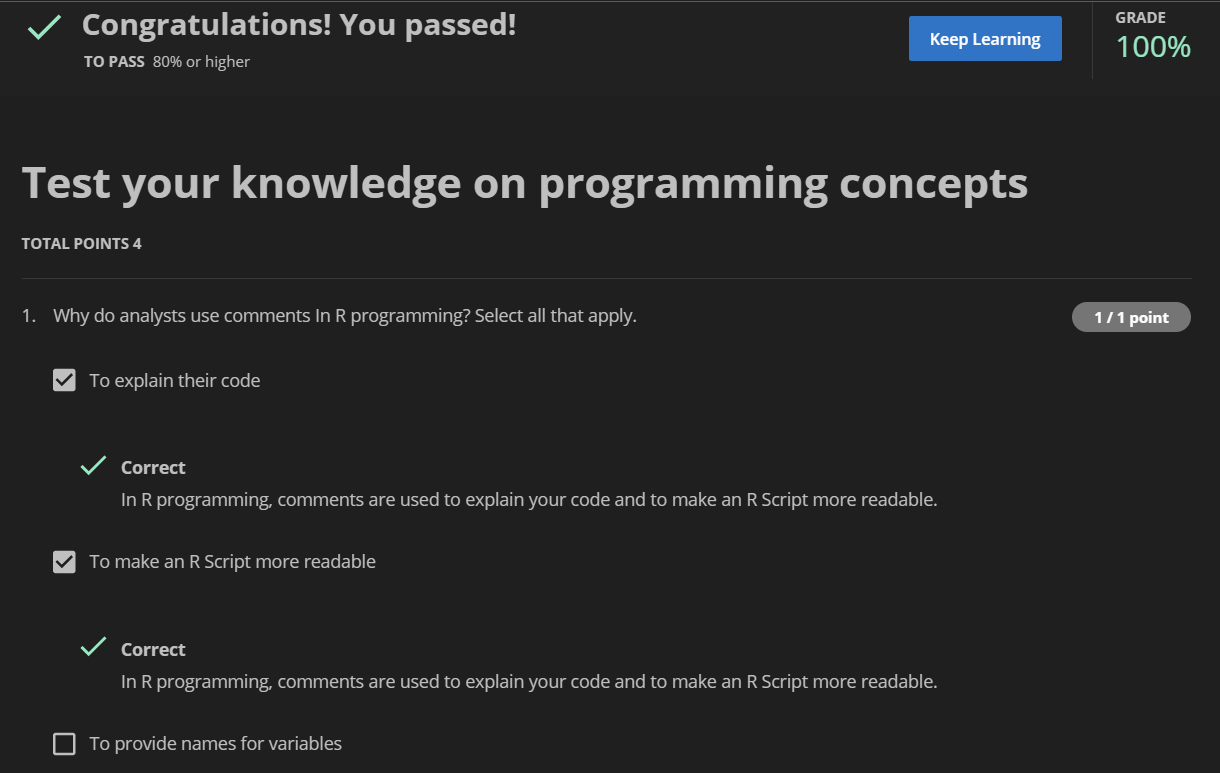 Congratulations! You passed!
TO PASS 80% or higher
Keep Learning
GRADE
100%
Test your knowledge on programming concepts
TOTAL POINTS 4
1. Why do analysts use comments In R programming? Select all that apply.
1 / 1 point
To explain their code
Correct
In R programming, comments are used to explain your code and to make an R Script more readable.
To make an R Script more readable
Correct
In R programming, comments are used to explain your code and to make an R Script more readable.
To provide names for variables